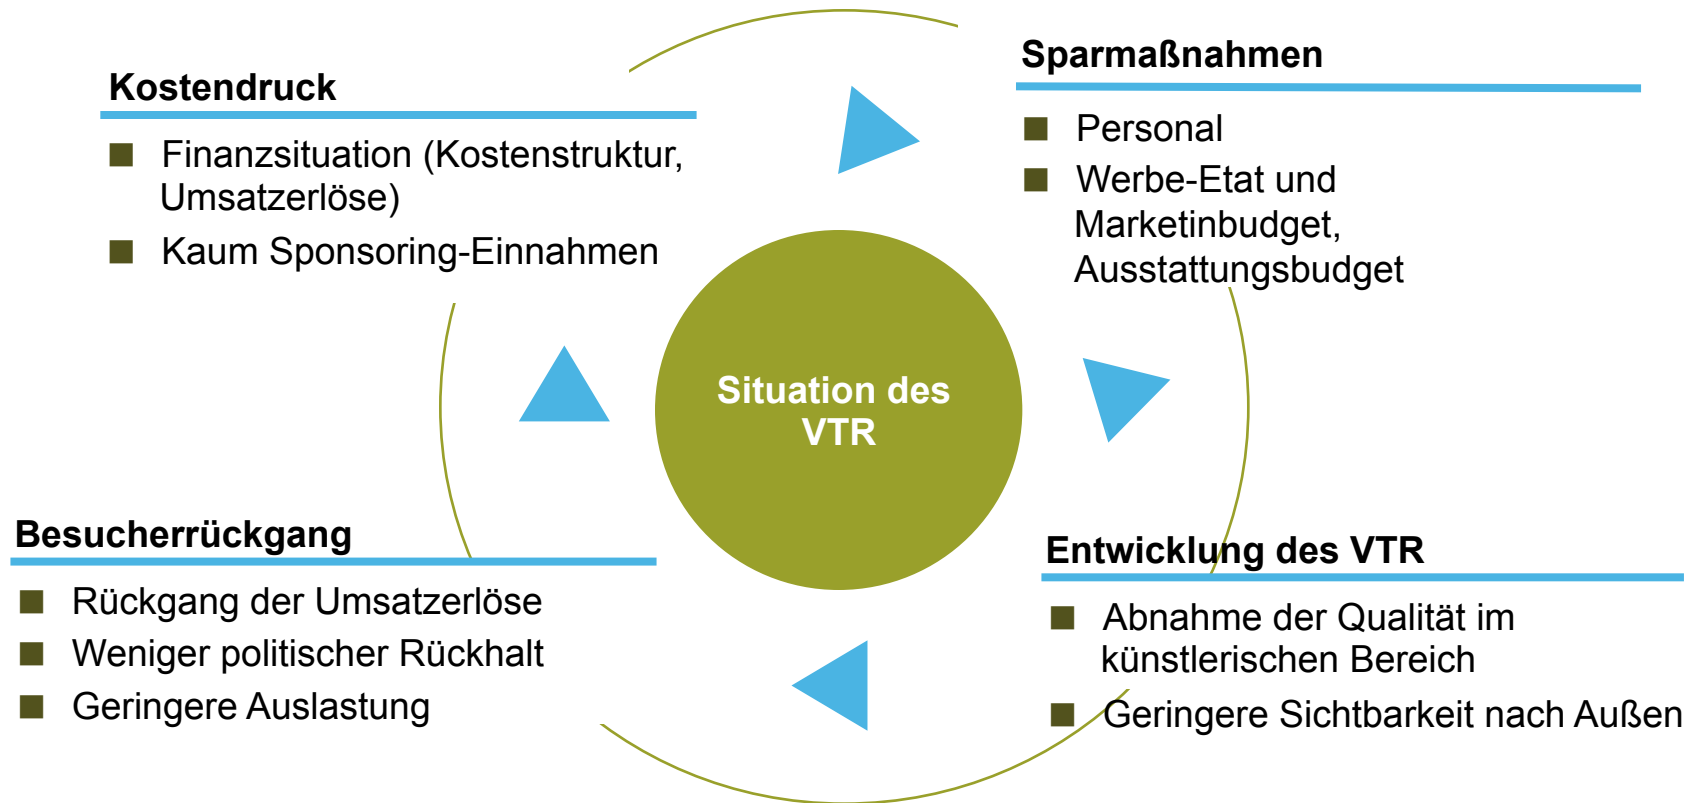 Kostendruck
Finanzsituation (Kostenstruktur,
Umsatzerlöse)
Kaum Sponsoring-Einnahmen
Sparmaßnahmen
Personal
Werbe-Etat und
Marketinbudget,
Ausstattungsbudget
Situation des
VTR
Besucherrückgang
Rückgang der Umsatzerlöse
Weniger politischer Rückhalt
Geringere Auslastung
Entwicklung des VTR
Abnahme der Qualität im
künstlerischen Bereich
Geringere Sichtbarkeit nach Außen